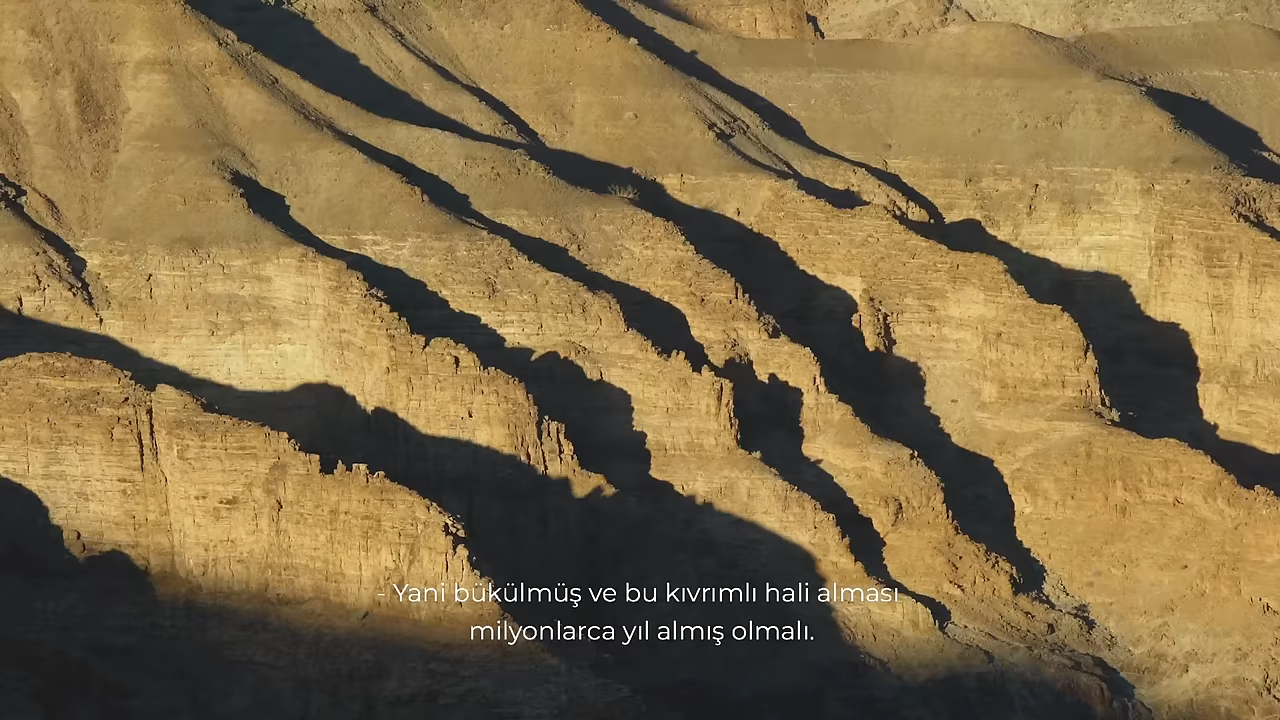 - Yani bükülmüş ve bu kıvrımlı hali alması
milyonlarca yıl almış olmalı.